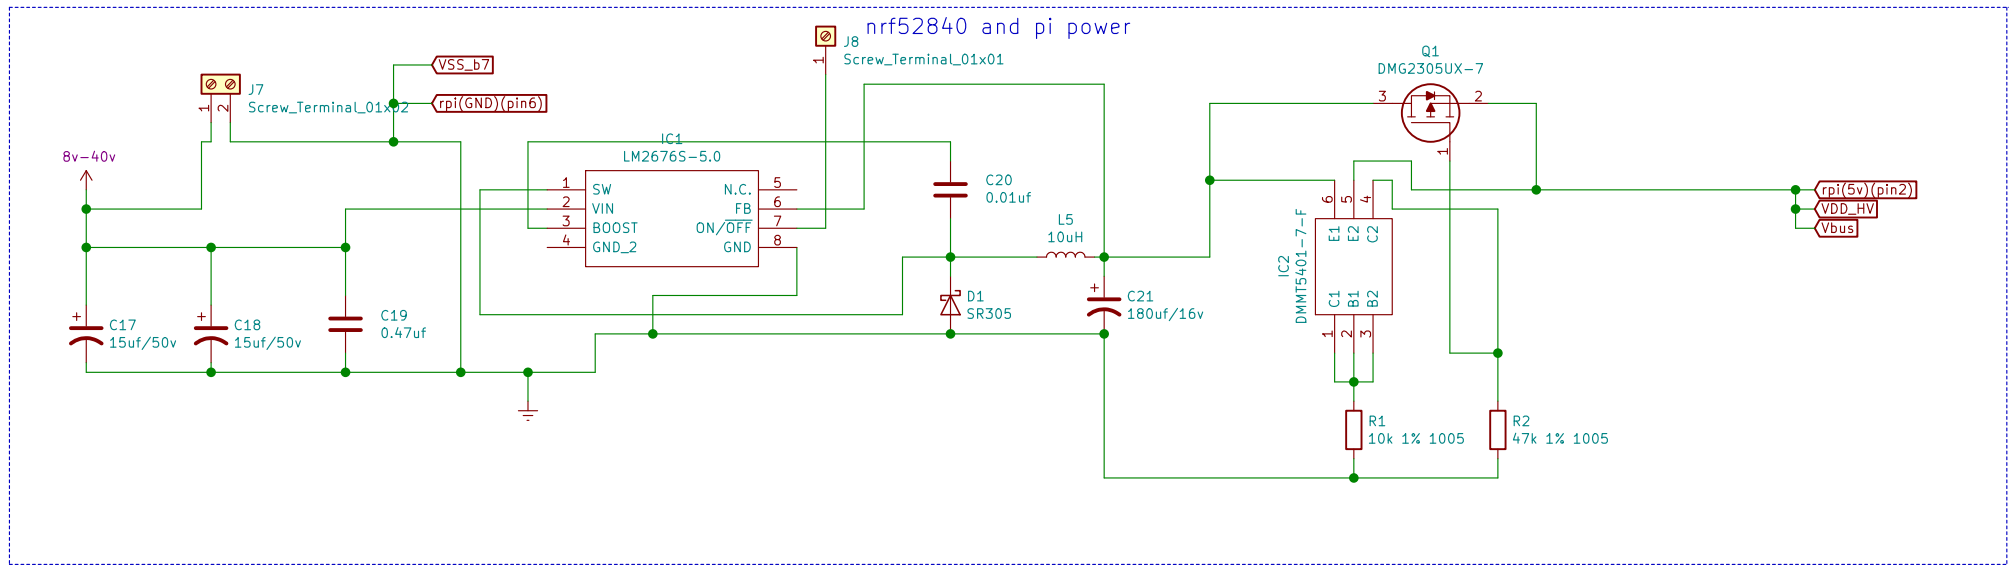 nrf52840 and pi power
J8
Screw_Terminal_01x01
1
Q1
DMG2305UX-7
3
2
1
VSS_b7
rpi(GND)(pin6)
J7
Screw_Terminal_01x02
1
2
8v-40v
IC1
LM2676S-5.0
1
SW
2
VIN
3
BOOST
4
GND_2
N.C.
5
FB
6
ON/OFF
7
GND
8
C20
0.01uf
L5
10uH
D1
SR305
C21
180uf/16v
+
C17
15uf/50v
+
C18
15uf/50v
+
C19
0.47uf
IC2
DMMT5401-7-F
6
5
4
E1
E2
C2
C1
B1
B2
1
2
3
rpi(5v)(pin2)
VDD_HV
Vbus
R1
10k 1% 1005
R2
47k 1% 1005